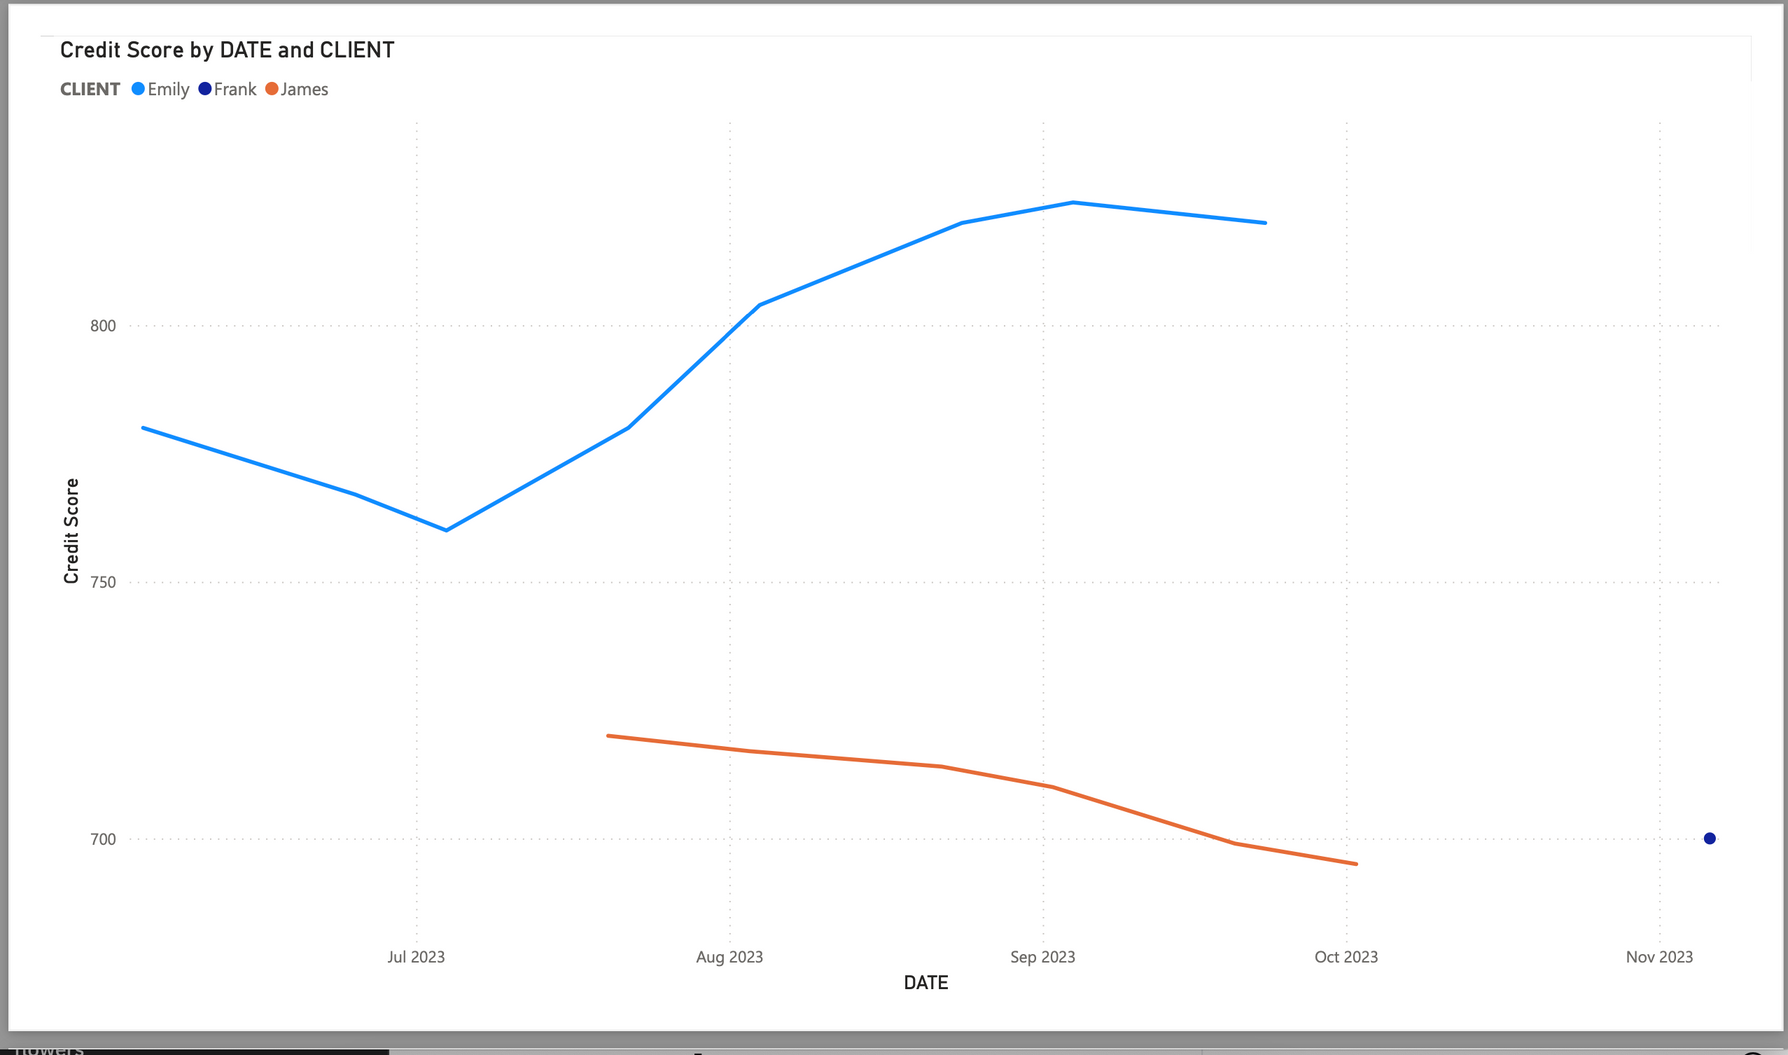 Credit Score by DATE and CLIENT
CLIENT Emily Frank James
800
750
700
Credit Score
Jul 2023 Aug 2023 Sep 2023 Oct 2023 Nov 2023
DATE